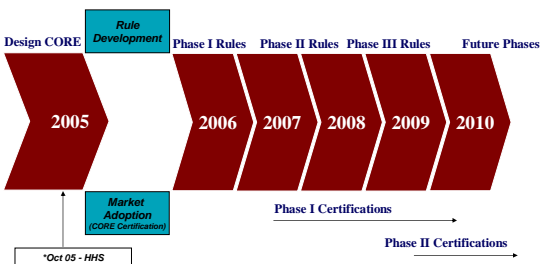 Rule
Development
Design CORE
Phase I Rules
Phase II Rules
Phase III Rules
Future Phases
2005
2006
2007
2008
2009
2010
Market
Adoption
(CORE Certification)
Phase I Certifications
Phase II Certifications
*Oct 05 - HHS